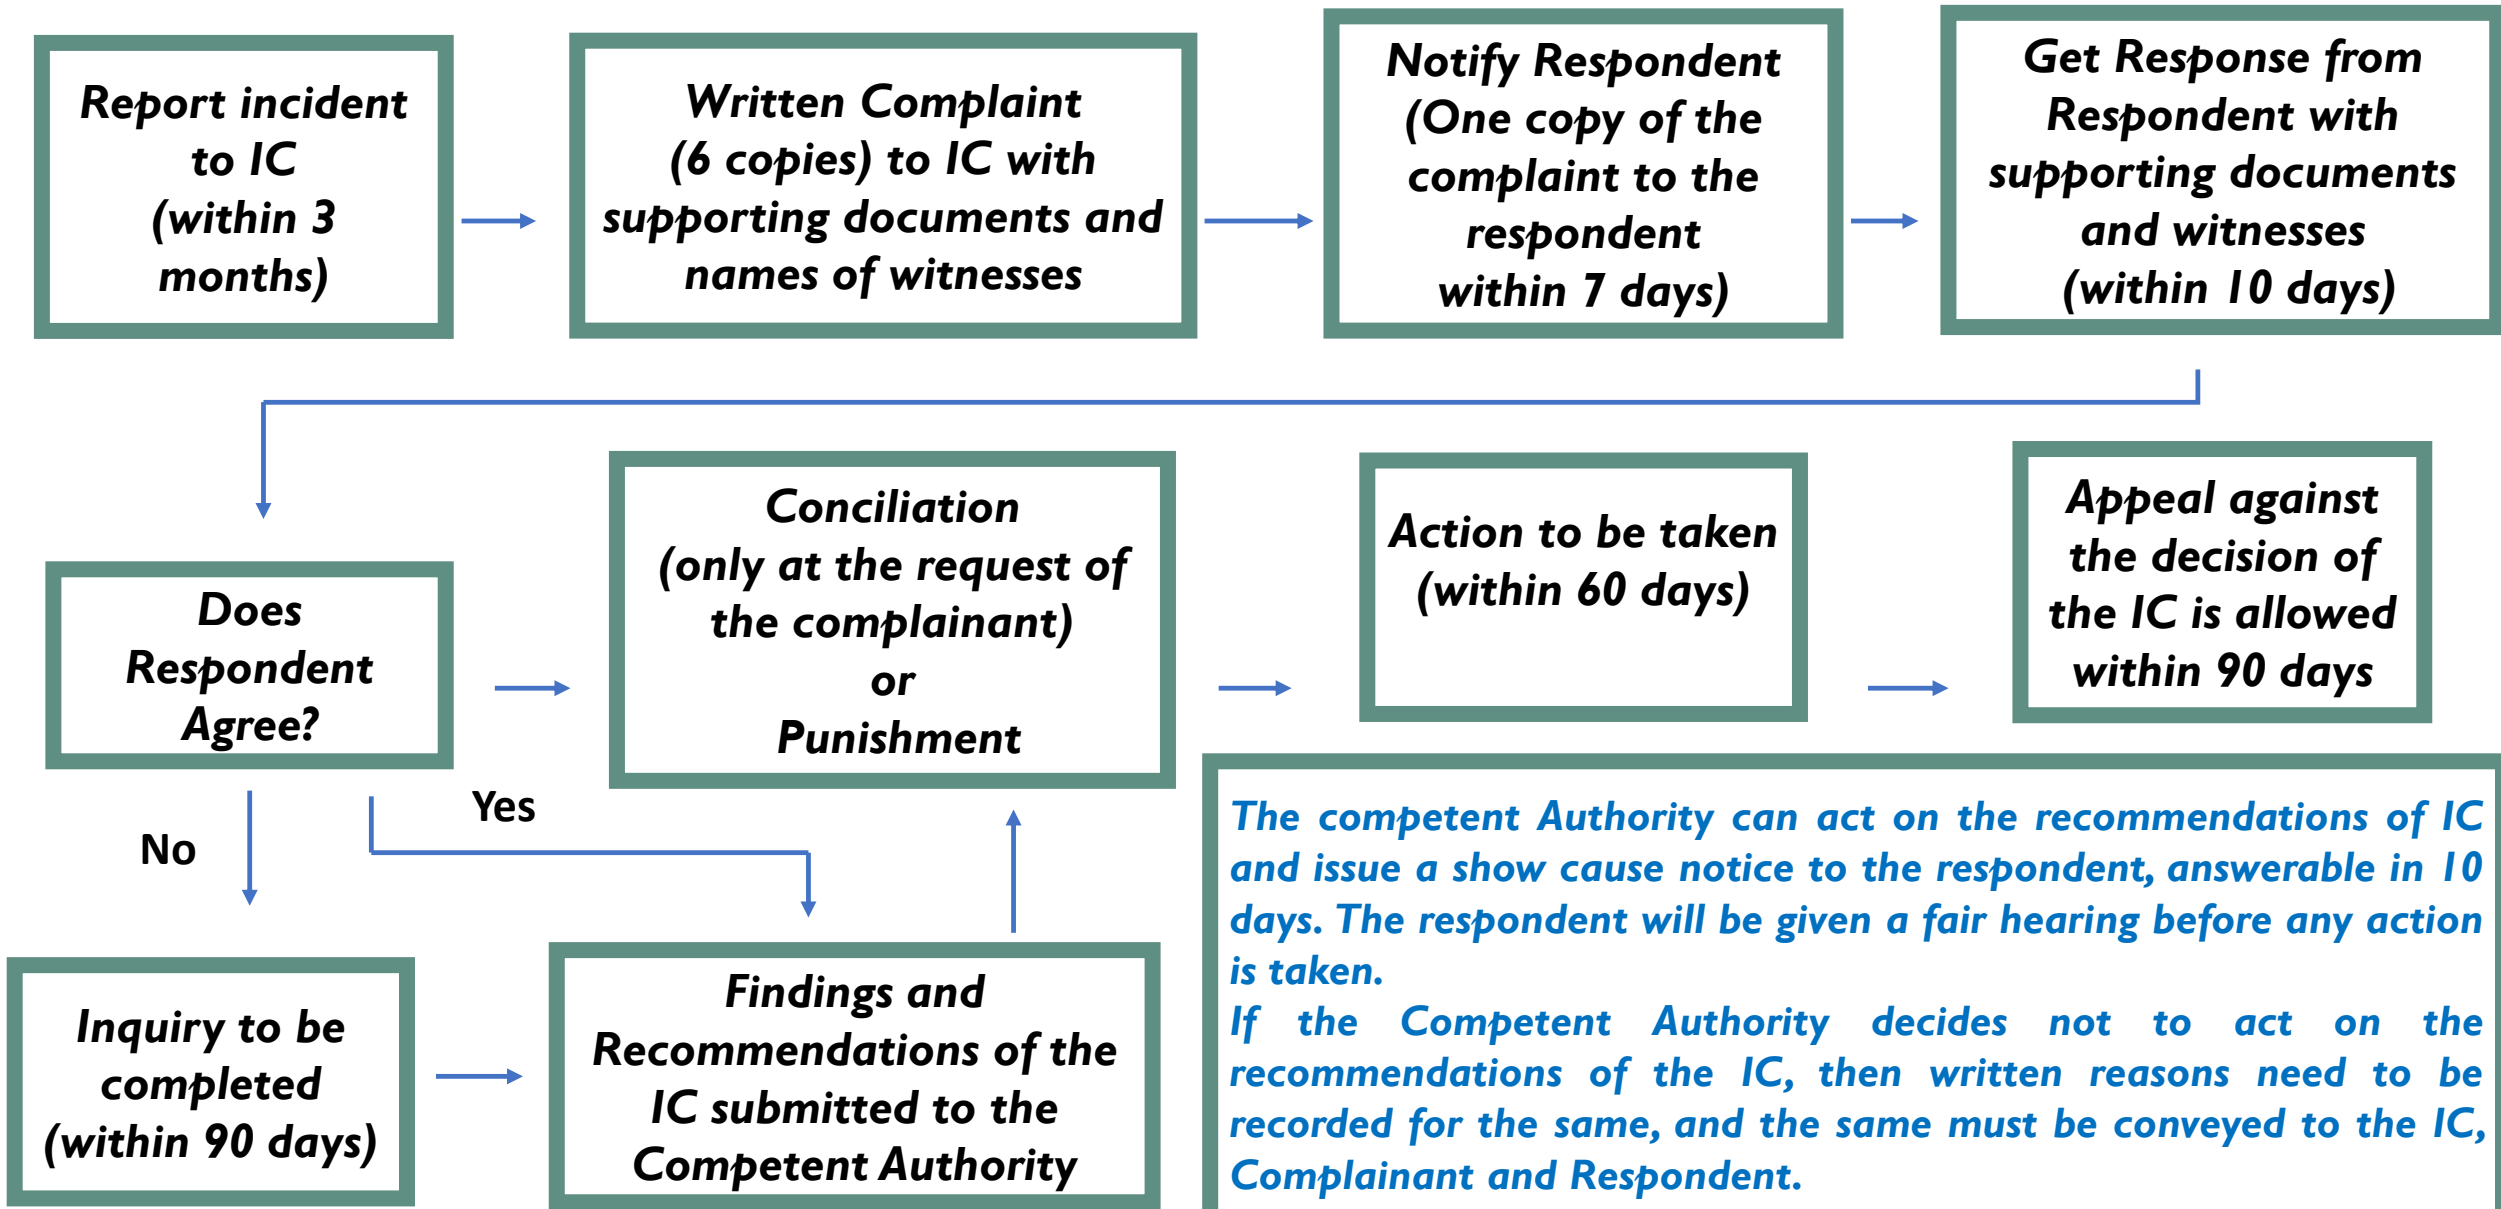 Report incident
to IC
(within 3
months)
Written Complaint
(6 copies) to IC with
supporting documents and
names of witnesses
Notify Respondent
(One copy of the
complaint to the
respondent
within 7 days)
Get Response from
Respondent with
supporting documents
and witnesses
(within 10 days)
Does
Respondent
Agree?
Conciliation
(only at the request of
the complainant)
or
Punishment
Action to be taken
(within 60 days)
Appeal against
the decision of
the IC is allowed
within 90 days
No
Yes
Inquiry to be
completed
(within 90 days)
Findings and
Recommendations of the
IC submitted to the
Competent Authority
The competent Authority can act on the recommendations of IC
and issue a show cause notice to the respondent, answerable in 10
days. The respondent will be given a fair hearing before any action
is taken.
If the Competent Authority decides not to act on the
recommendations of the IC, then written reasons need to be
recorded for the same, and the same must be conveyed to the IC,
Complainant and Respondent.